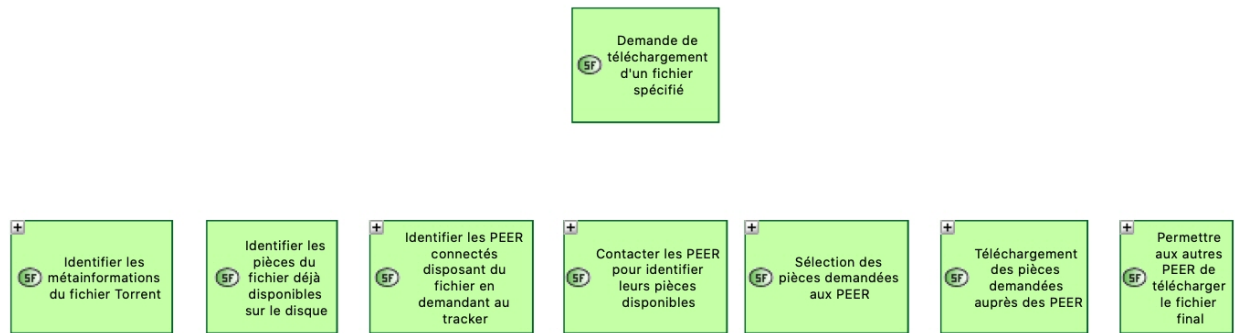 Demande de
téléchargement
d'un fichier
spécifié
SF
Identifier les
métainformations
du fichier Torrent
SF
Identifier les
pièces du
fichier déjà
disponibles
sur le disque
SF
Identifier les PEER
connectés
disposant du
fichier en
demandant au
tracker
SF
Contacter les PEER
pour identifier
leurs pièces
disponibles
SF
Sélection des
pièces demandées
aux PEER
SF
Téléchargement
des pièces
demandées
auprès des PEER
SF
Permettre
aux autres
PEER de
télécharger
le fichier
final
SF